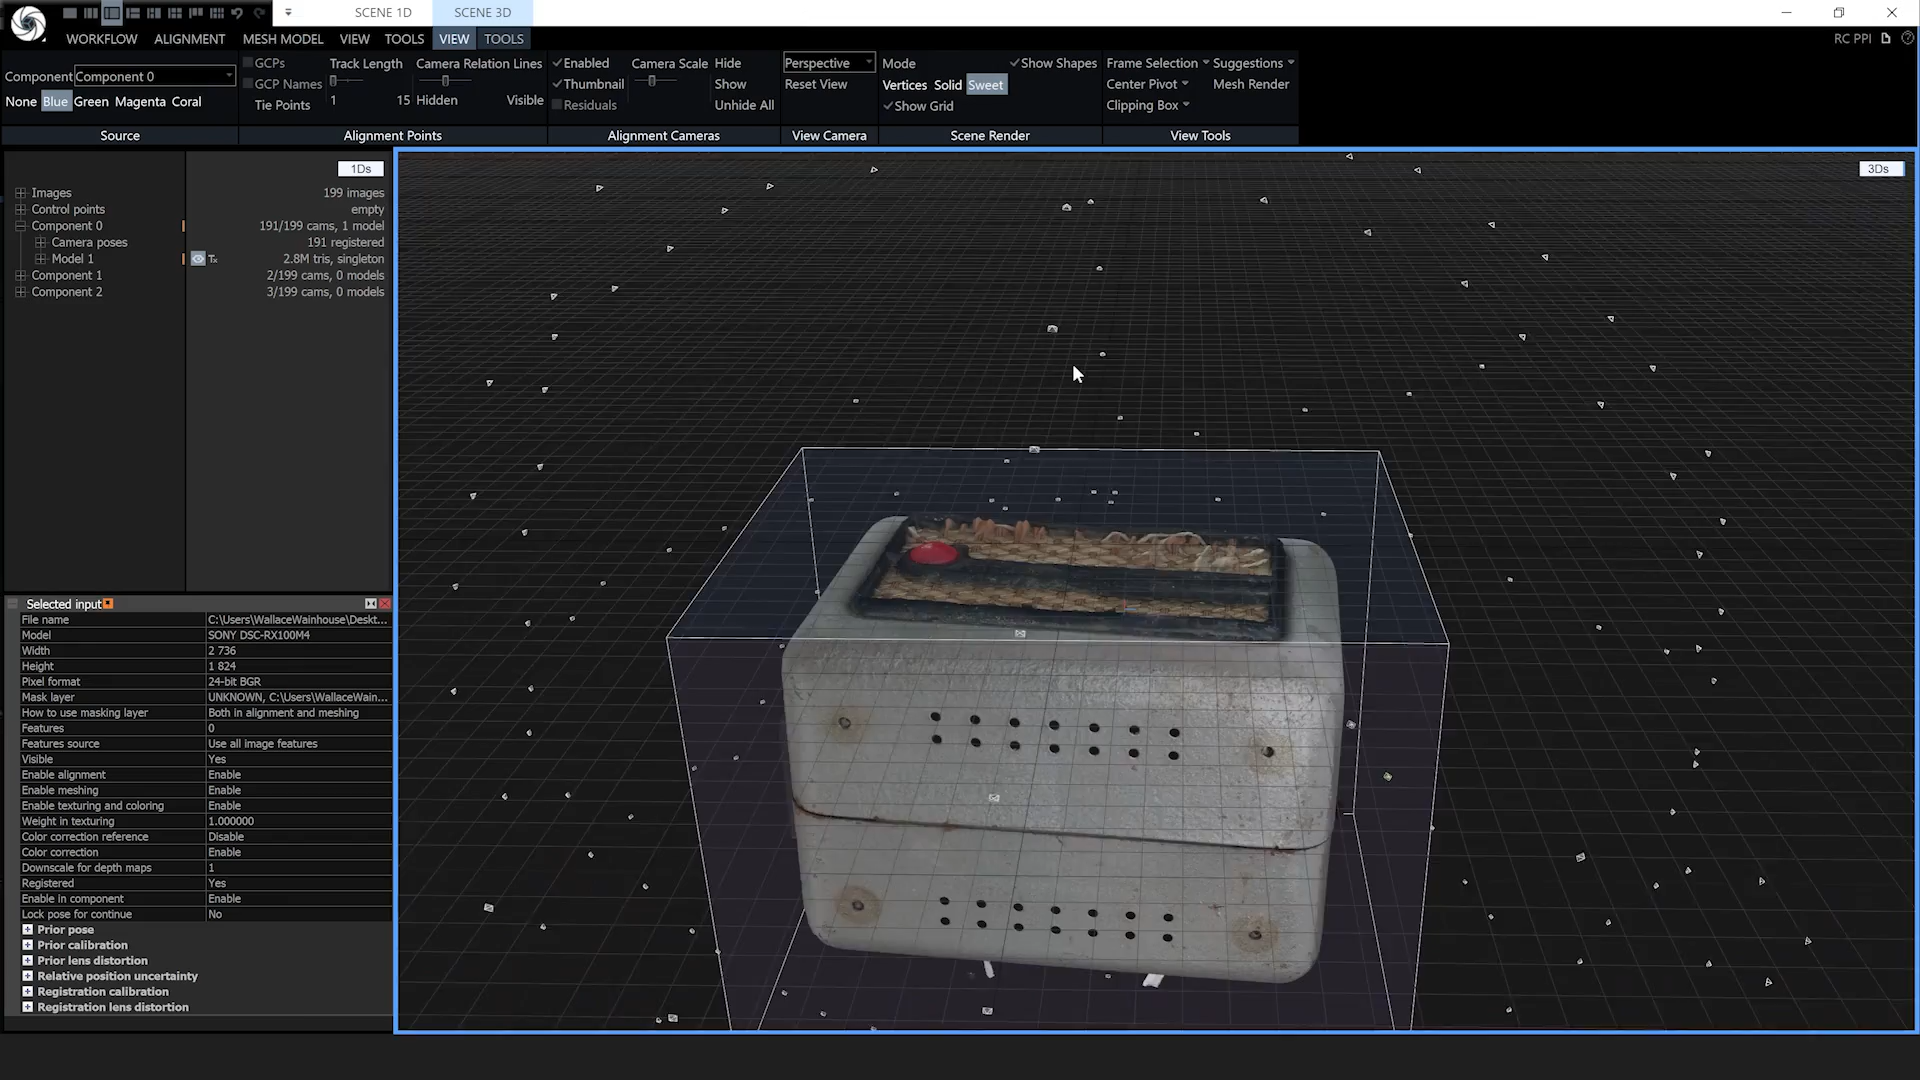 SCENE 1D SCENE 3D
WORKFLOW ALIGNMENT MESH MODEL VIEW TOOLS VIEW TOOLS RC PPI
Component Component 0
None Blue Green Magenta Coral
Source
GCPs Track Length Camera Relation Lines
GCP Names
Tie Points 1 15 Hidden Visible
Alignment Points
Enabled Camera Scale Hide
Thumbnail Show
Residuals Unhide All
Alignment Cameras
Perspective
Reset View
View Camera
Mode Show Shapes
Vertices Solid Sweet
Show Grid
Scene Render
Frame Selection Suggestions
Center Pivot Mesh Render
Clipping Box
View Tools
1Ds
Images 199 images
Control points empty
Component 0 191/199 cams, 1 model
Camera poses 191 registered
Model 1 Tx 2.8M tris, singleton
Component 1 2/199 cams, 0 models
Component 2 3/199 cams, 0 models
3Ds
Selected input
File name C:\Users\WallaceWainhouse\Deskt...
Model SONY DSC-RX100M4
Width 2 736
Height 1 824
Pixel format 24-bit BGR
Mask layer UNKNOWN, C:\Users\WallaceWain...
How to use masking layer Both in alignment and meshing
Features 0
Features source Use all image features
Visible Yes
Enable alignment Enable
Enable meshing Enable
Enable texturing and coloring Enable
Weight in texturing 1.000000
Color correction reference Disable
Color correction Enable
Downscale for depth maps 1
Registered Yes
Enable in component Enable
Lock pose for continue No
Prior pose
Prior calibration
Prior lens distortion
Relative position uncertainty
Registration calibration
Registration lens distortion